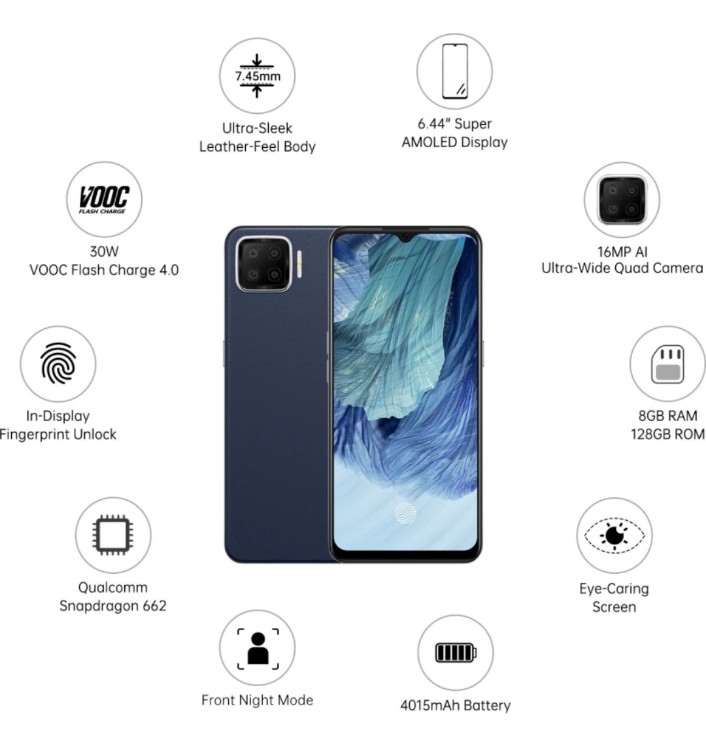 7.45mm
Ultra-Sleek
Leather-Feel Body
6.44" Super
AMOLED Display
VOOC
FLASH CHARGE
30W
VOOC Flash Charge 4.0
16MP AI
Ultra-Wide Quad Camera
In-Display
Fingerprint Unlock
8GB RAM
128GB ROM
Qualcomm
Snapdragon 662
Eye-Caring
Screen
Front Night Mode
4015mAh Battery